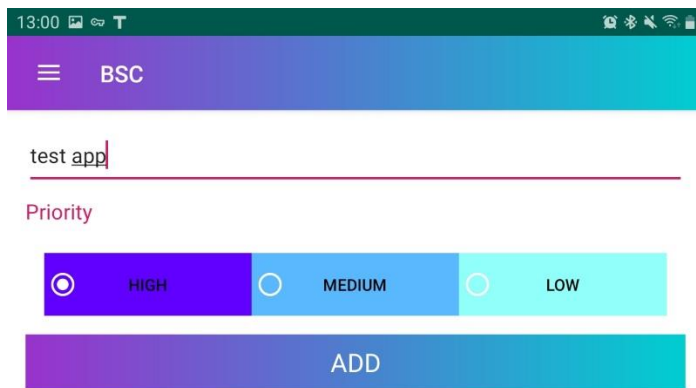 13:00 T
BSC
test app
Priority
HIGH MEDIUM LOW
ADD